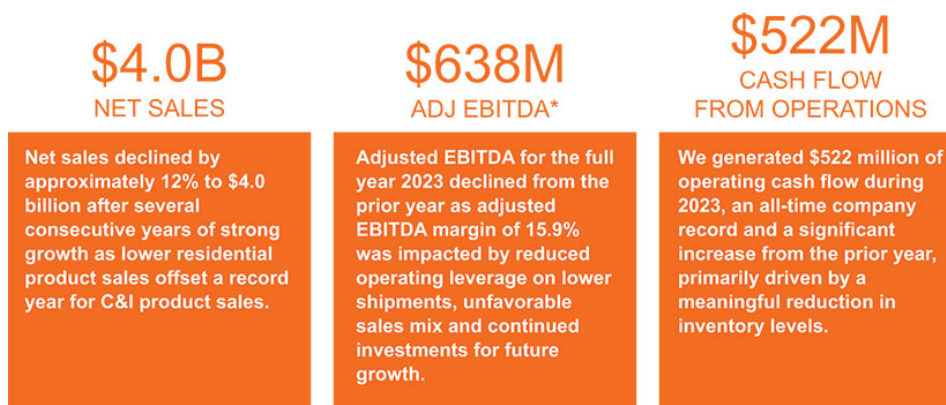 $4.0B
NET SALES
Net sales declined by
approximately 12% to $4.0
billion after several
consecutive years of strong
growth as lower residential
product sales offset a record
year for C&I product sales.
$638M
ADJ EBITDA*
Adjusted EBITDA for the full
year 2023 declined from the
prior year as adjusted
EBITDA margin of 15.9%
was impacted by reduced
operating leverage on lower
shipments, unfavorable
sales mix and continued
investments for future
growth.
$522M
CASH FLOW
FROM OPERATIONS
We generated $522 million of
operating cash flow during
2023, an all-time company
record and a significant
increase from the prior year,
primarily driven by a
meaningful reduction in
inventory levels.